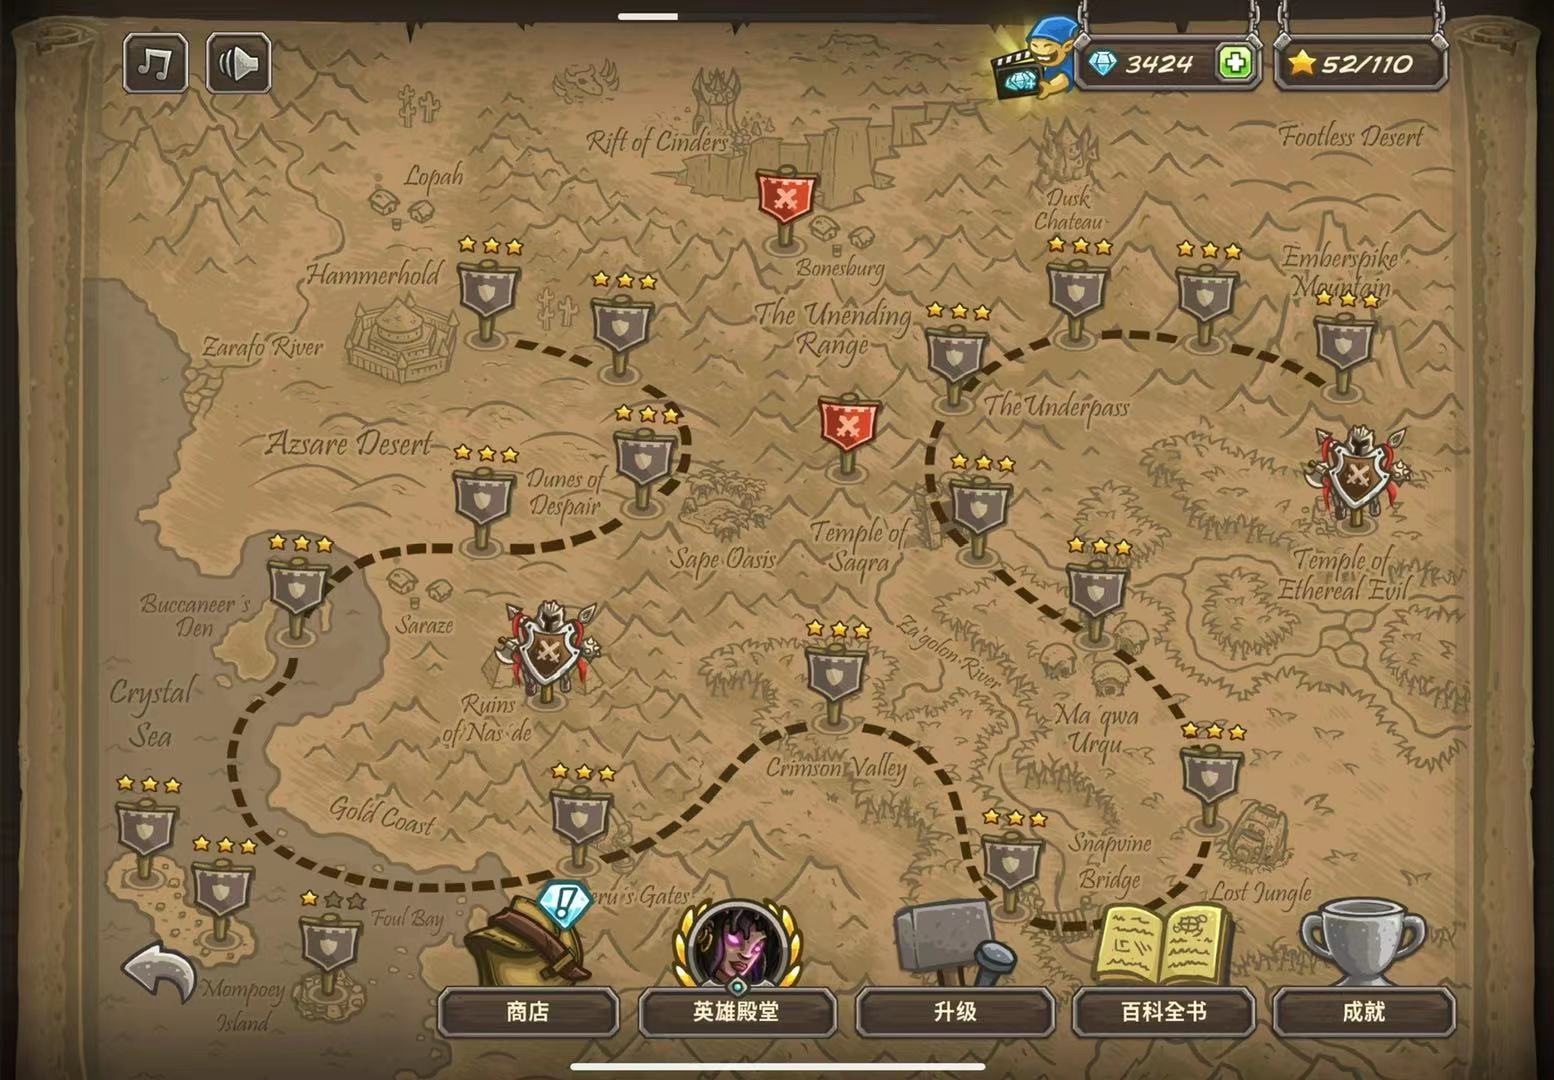 3424
52/110
Rift of Cinders
Footless Desert
Lopah
Dusk
Chateau
Hammerhold
Bonesburg
Emberspike
Mountain
The Unending
Range
Zarafo River
The Underpass
Azsare Desert
Dunes of
Despair
Temple of
Saqra
Sape Oasis
Temple of
Ethereal Evil
Buccaneer's
Den
Saraze
Za'golon River
Crystal
Sea
Ruins
of Nas'de
Ma'qwa
Urqu
Crimson Valley
Gold Coast
Snapvine
Bridge
Lost Jungle
Gates
Foul Bay
Mompoey
Island
商店
英雄殿堂
升级
百科全书
成就